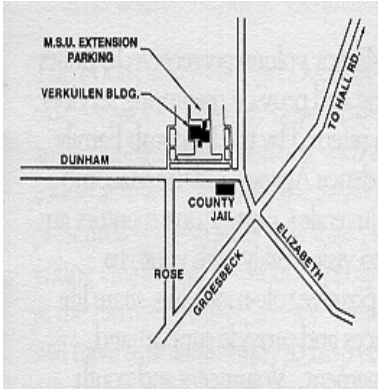 M.S.U. EXTENSION
PARKING
VERKUILEN BLDG.
TO HALL RD.
DUNHAM
COUNTY
JAIL
ROSE
GROESBECK
ELIZABETH